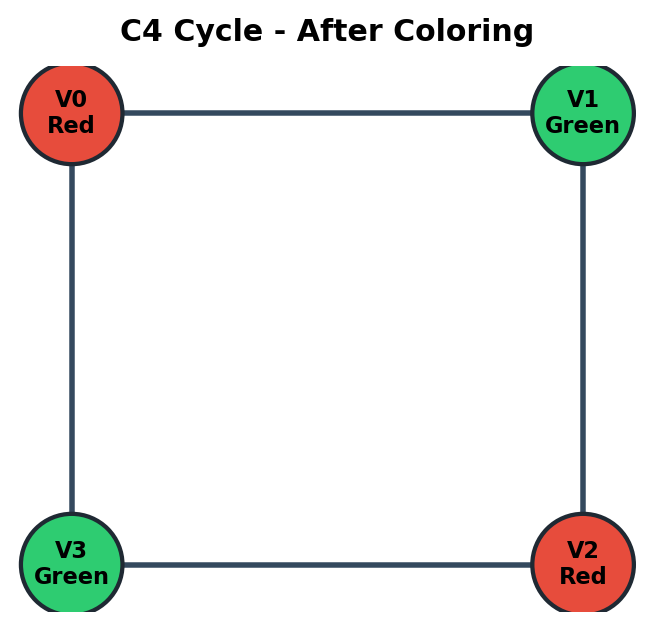 C4 Cycle - After Coloring
V0
Red
V1
Green
V3
Green
V2
Red